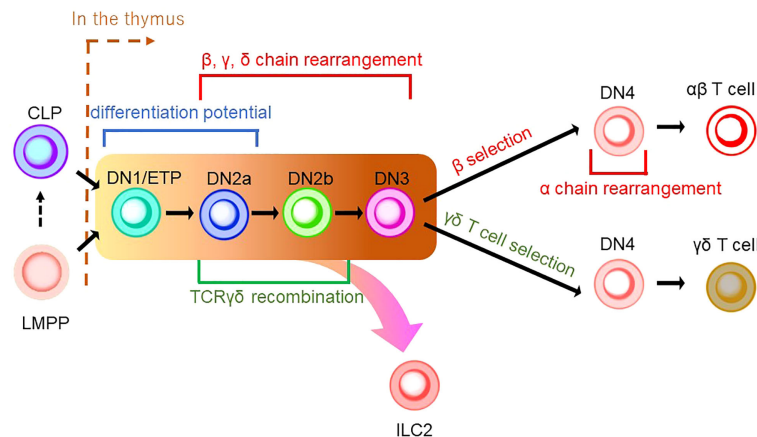 In the thymus
β, γ, δ chain rearrangement
CLP
differentiation potential
DN1/ETP
DN2a
DN2b
DN3
LMPP
TCRγδ recombination
β selection
γδ T cell selection
DN4
αβ T cell
α chain rearrangement
DN4
γδ T cell
ILC2